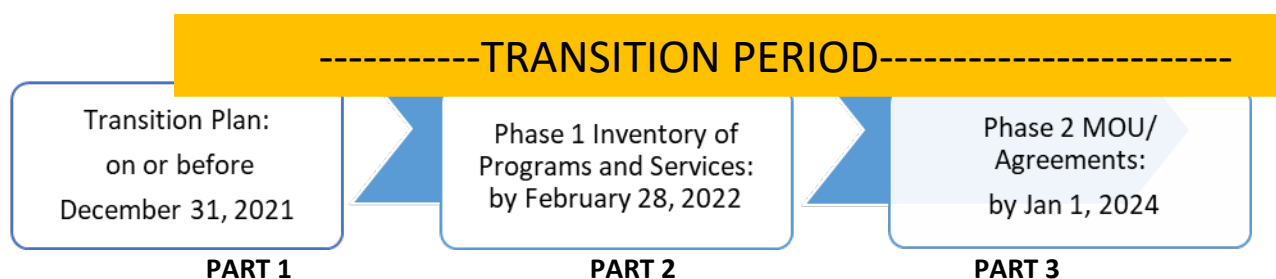 -----------TRANSITION PERIOD------------------------
Transition Plan:
on or before
December 31, 2021
Phase 1 Inventory of
Programs and Services:
by February 28, 2022
Phase 2 MOU/
Agreements:
by Jan 1, 2024
PART 1
PART 2
PART 3